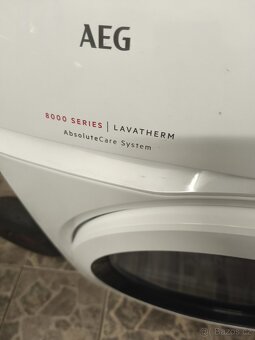 AEG
8000 SERIES | LAVATHERM
AbsoluteCare System